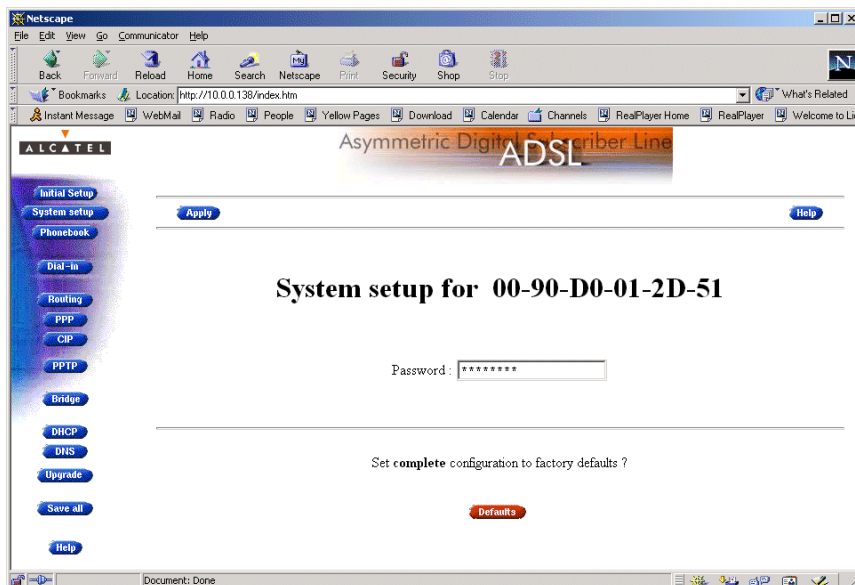 Netscape
File Edit View Go Communicator Help
Back Forward Reload Home Search Netscape Print Security Shop Stop
My
N
Bookmarks Location: http://10.0.0.138/index.htm What's Related
Instant Message WebMail Radio People Yellow Pages Download Calendar Channels RealPlayer Home RealPlayer Welcome to Li
ALCATEL
Asymmetric Digital Subscriber Line
ADSL
Initial Setup
System setup
Phonebook
Dial-in
Routing
PPP
CIP
PPTP
Bridge
DHCP
DNS
Upgrade
Save all
Help
Apply Help
System setup for 00-90-D0-01-2D-51
Password : ********
Set complete configuration to factory defaults ?
Defaults
Document: Done